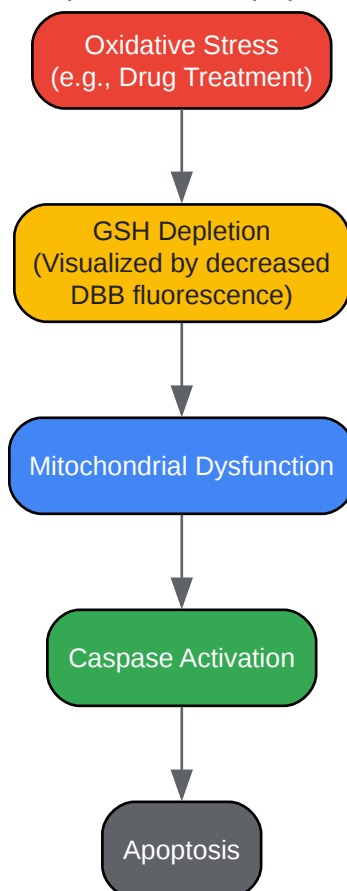 Oxidative Stress
(e.g., Drug Treatment)
GSH Depletion
(Visualized by decreased
DBB fluorescence)
Mitochondrial Dysfunction
Caspase Activation
Apoptosis